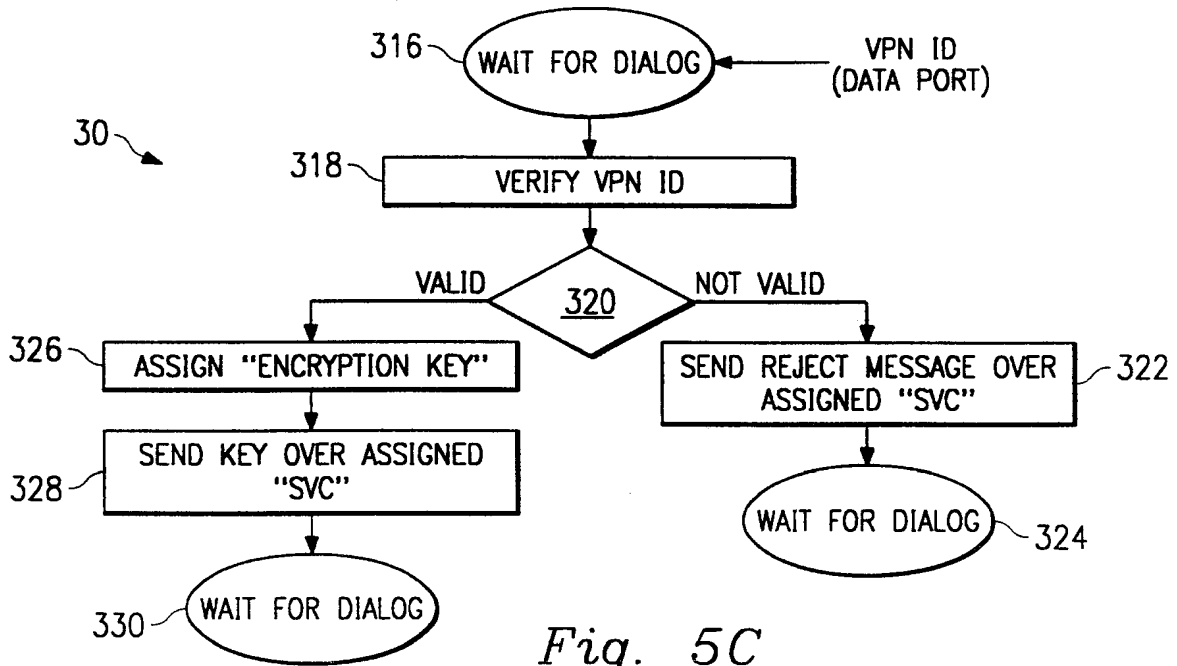 316
WAIT FOR DIALOG
VPN ID
(DATA PORT)
30
318
VERIFY VPN ID
VALID
320
NOT VALID
326
ASSIGN "ENCRYPTION KEY"
SEND REJECT MESSAGE OVER
ASSIGNED "SVC"
322
328
SEND KEY OVER ASSIGNED
"SVC"
WAIT FOR DIALOG
324
330
WAIT FOR DIALOG
Fig. 5C